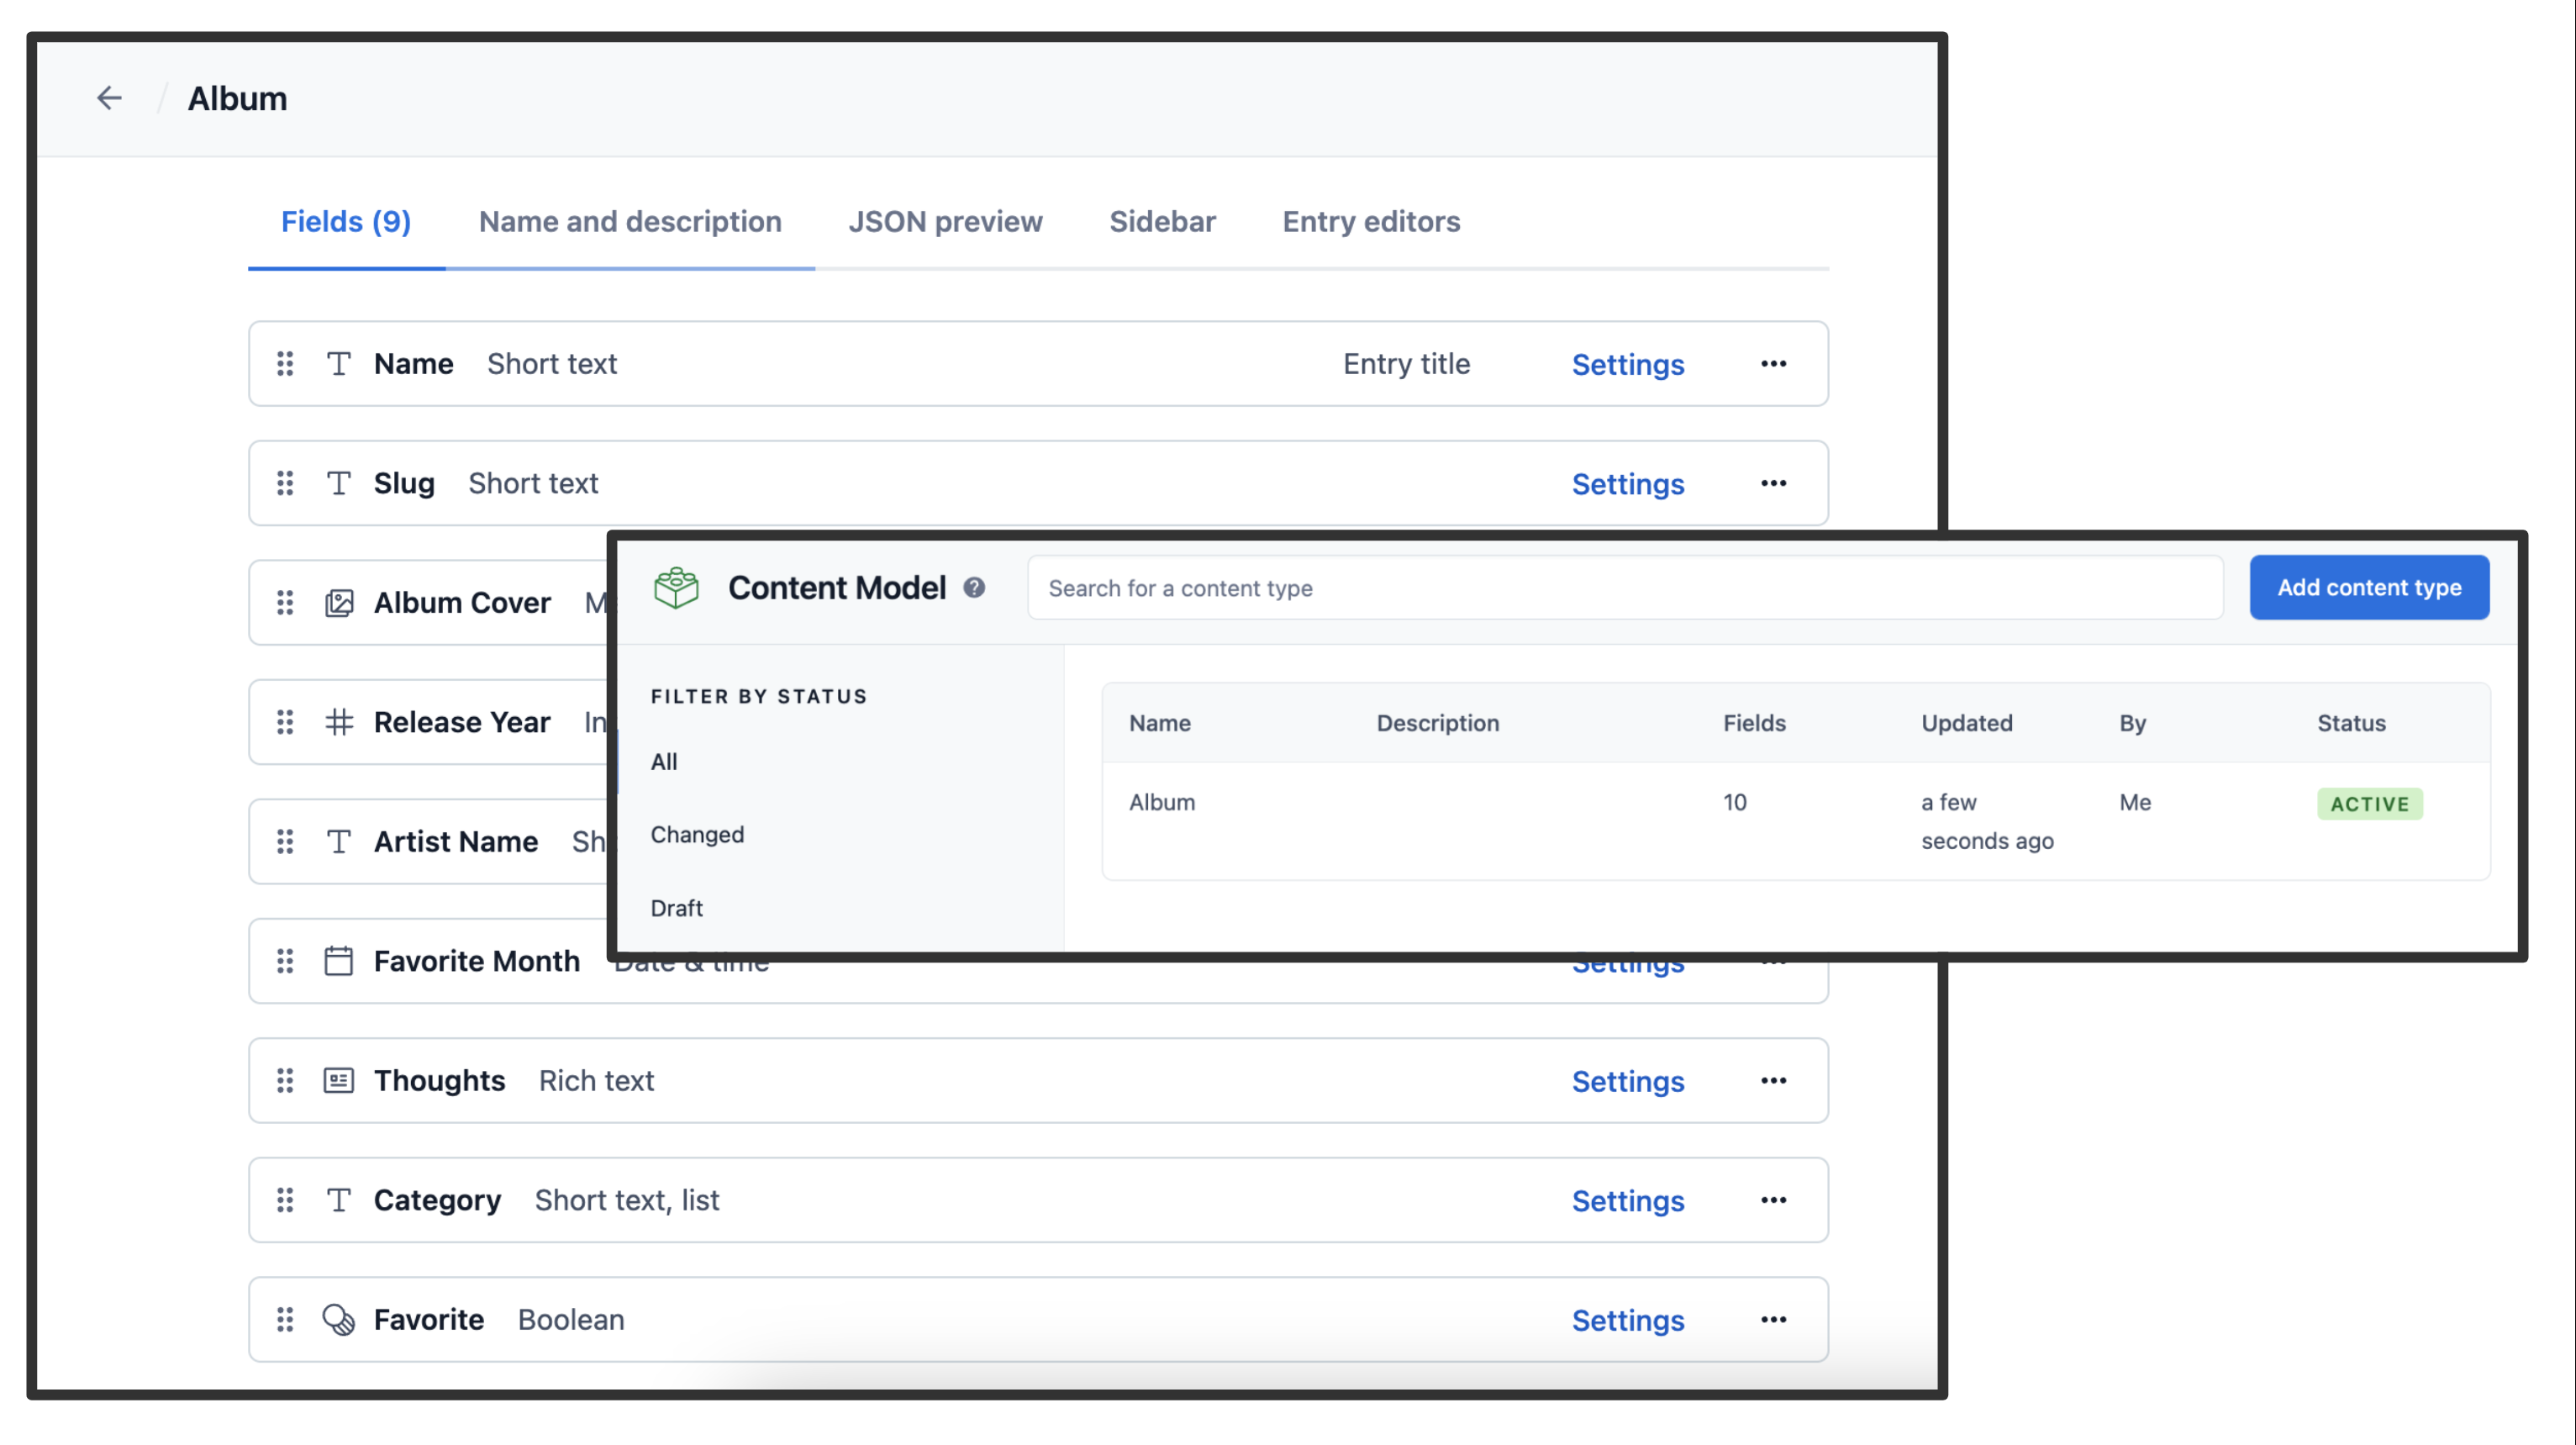 Album
Fields (9) Name and description JSON preview Sidebar Entry editors
Name Short text Entry title Settings
Slug Short text Settings
Album Cover M
Release Year In
Artist Name Sh
Favorite Month Date & time Settings
Thoughts Rich text Settings
Category Short text, list Settings
Favorite Boolean Settings
Content Model Search for a content type Add content type
FILTER BY STATUS
All
Changed
Draft
Name Description Fields Updated By Status
Album 10 a few seconds ago Me ACTIVE